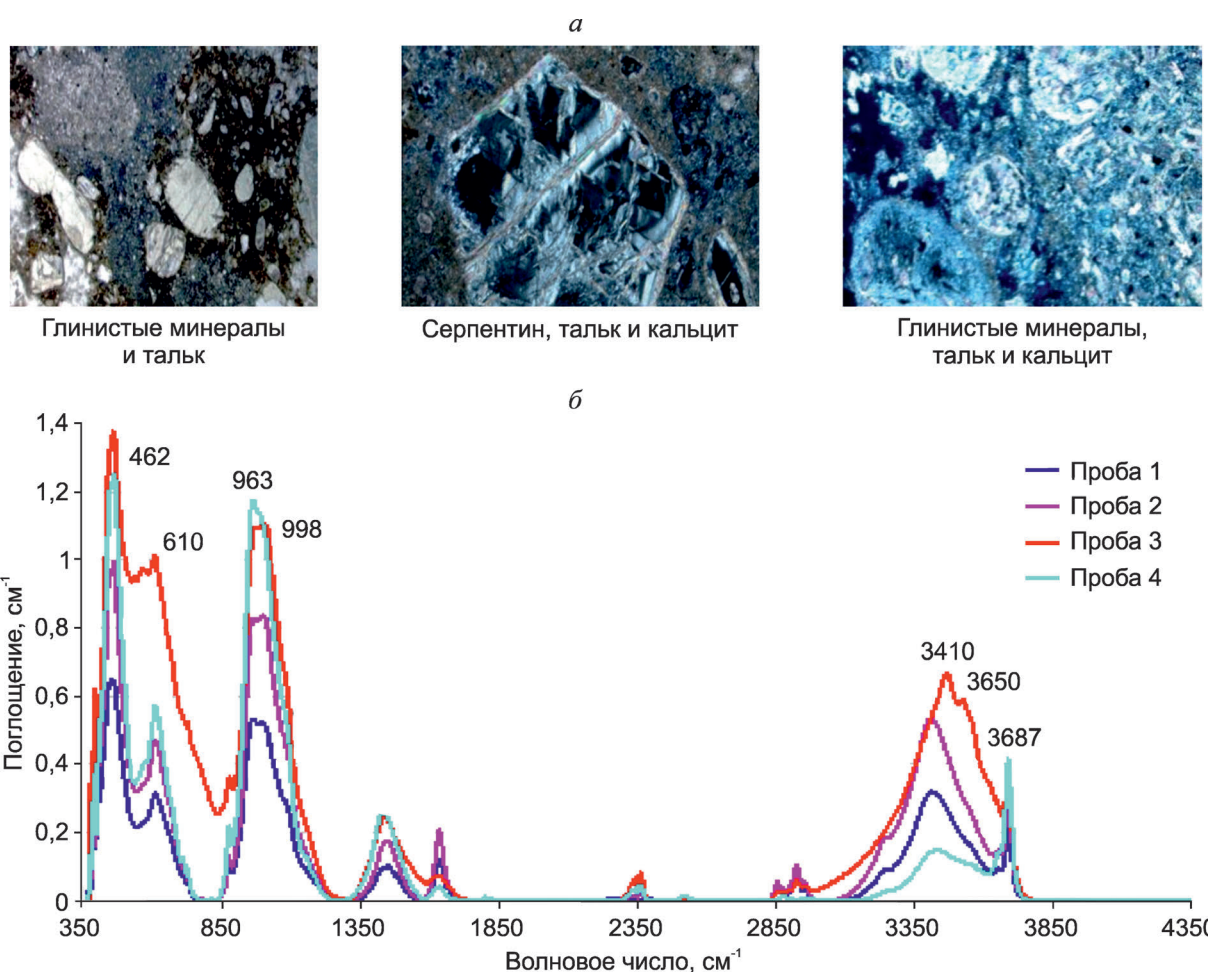 а
Глинистые минералы
и тальк
Серпентин, тальк и кальцит
Глинистые минералы,
тальк и кальцит
б
Поглощение, см⁻¹
1,4
1,2
1
0,8
0,6
0,4
0,2
0
462
610
963
998
3410
3650
3687
Проба 1
Проба 2
Проба 3
Проба 4
350 850 1350 1850 2350 2850 3350 3850 4350
Волновое число, см⁻¹